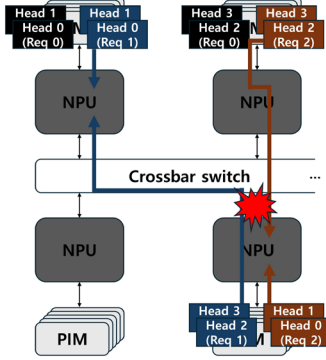 Head 1
Head 0
(Req 0)
Head 1
Head 0
(Req 1)
Head 3
Head 2
(Req 0)
Head 3
Head 2
(Req 2)
NPU
NPU
Crossbar switch
...
NPU
NPU
PIM
Head 3
Head 2
(Req 1)
Head 1
Head 0
(Req 2)